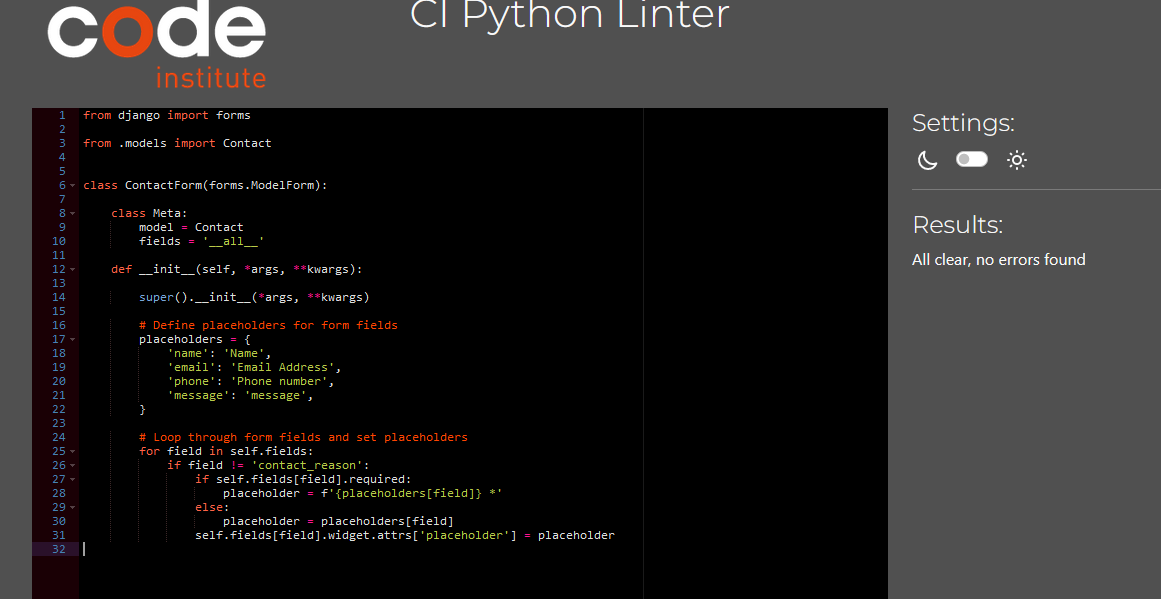 code
institute
CI Python Linter
1 from django import forms
2
3 from .models import Contact
4
5
6 class ContactForm(forms.ModelForm):
7
8     class Meta:
9         model = Contact
10         fields = '__all__'
11
12     def __init__(self, *args, **kwargs):
13
14         super().__init__(*args, **kwargs)
15
16         # Define placeholders for form fields
17         placeholders = {
18             'name': 'Name',
19             'email': 'Email Address',
20             'phone': 'Phone number',
21             'message': 'message',
22         }
23
24         # Loop through form fields and set placeholders
25         for field in self.fields:
26             if field != 'contact_reason':
27                 if self.fields[field].required:
28                     placeholder = f'{placeholders[field]} *'
29                 else:
30                     placeholder = placeholders[field]
31                 self.fields[field].widget.attrs['placeholder'] = placeholder
32
Settings:
Results:
All clear, no errors found